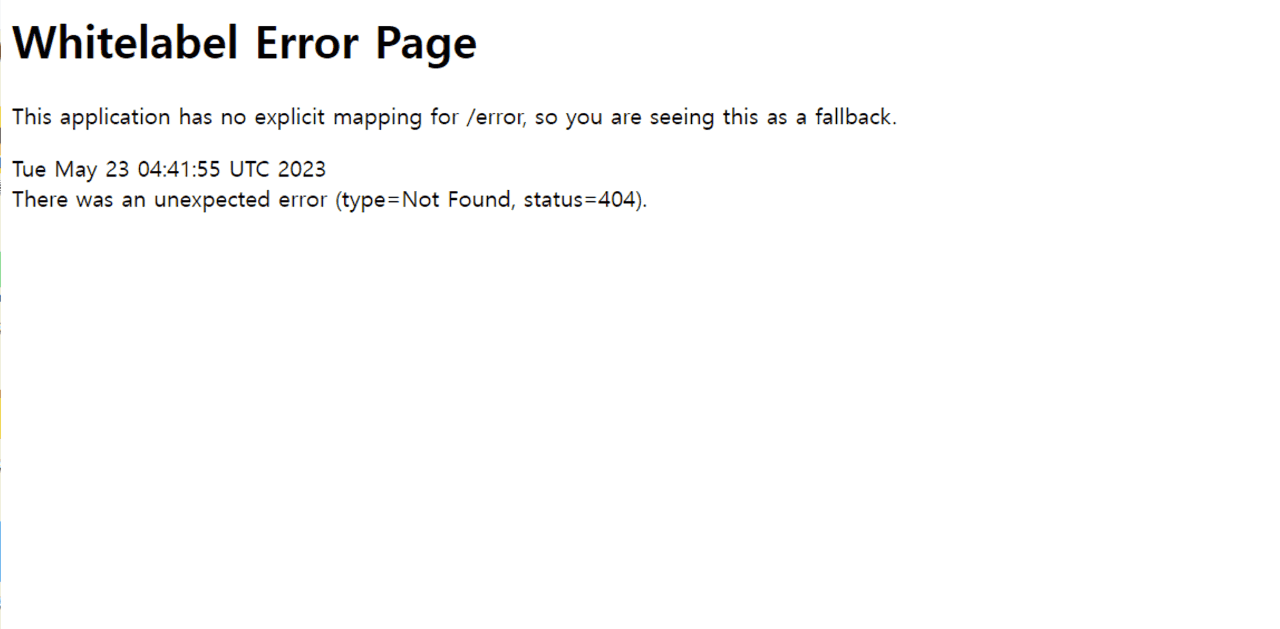 Whitelabel Error Page
This application has no explicit mapping for /error, so you are seeing this as a fallback.
Tue May 23 04:41:55 UTC 2023
There was an unexpected error (type=Not Found, status=404).